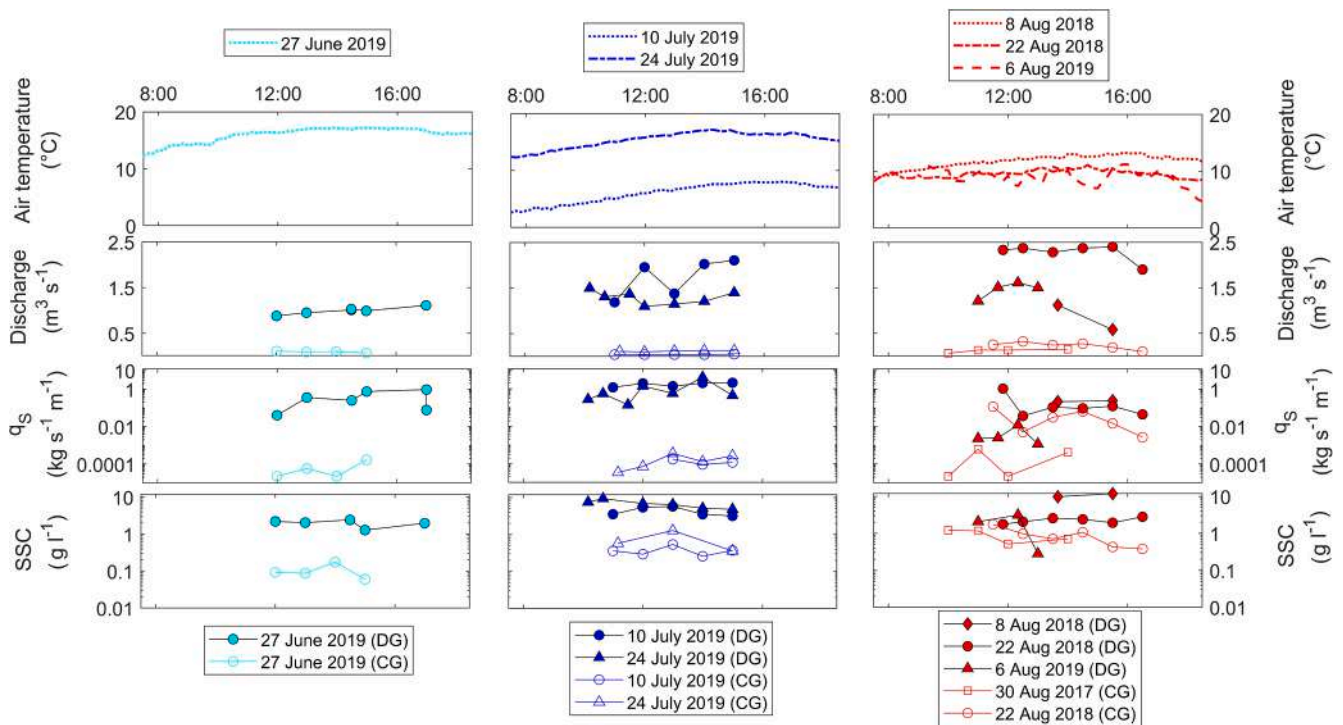 27 June 2019
10 July 2019
24 July 2019
8 Aug 2018
22 Aug 2018
6 Aug 2019
8:00 12:00 16:00
8:00 12:00 16:00
8:00 12:00 16:00
Air temperature
(°C)
20
10
0
20
10
0
Air temperature
(°C)
Discharge
(m³ s⁻¹)
2.5
1.5
0.5
2.5
1.5
0.5
Discharge
(m³ s⁻¹)
qS
(kg s⁻¹ m⁻¹)
10
1
0.01
0.0001
10
1
0.01
0.0001
qS
(kg s⁻¹ m⁻¹)
SSC
(g l⁻¹)
10
1
0.1
0.01
10
1
0.1
0.01
SSC
(g l⁻¹)
27 June 2019 (DG)
27 June 2019 (CG)
10 July 2019 (DG)
24 July 2019 (DG)
10 July 2019 (CG)
24 July 2019 (CG)
8 Aug 2018 (DG)
22 Aug 2018 (DG)
6 Aug 2019 (DG)
30 Aug 2017 (CG)
22 Aug 2018 (CG)